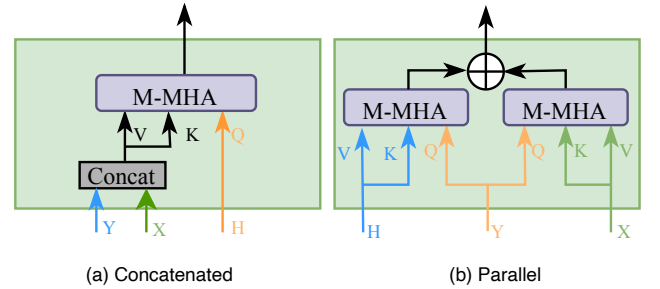 M-MHA
V K Q
Concat
Y X H
(a) Concatenated
M-MHA M-MHA
V K Q Q K V
H Y X
(b) Parallel